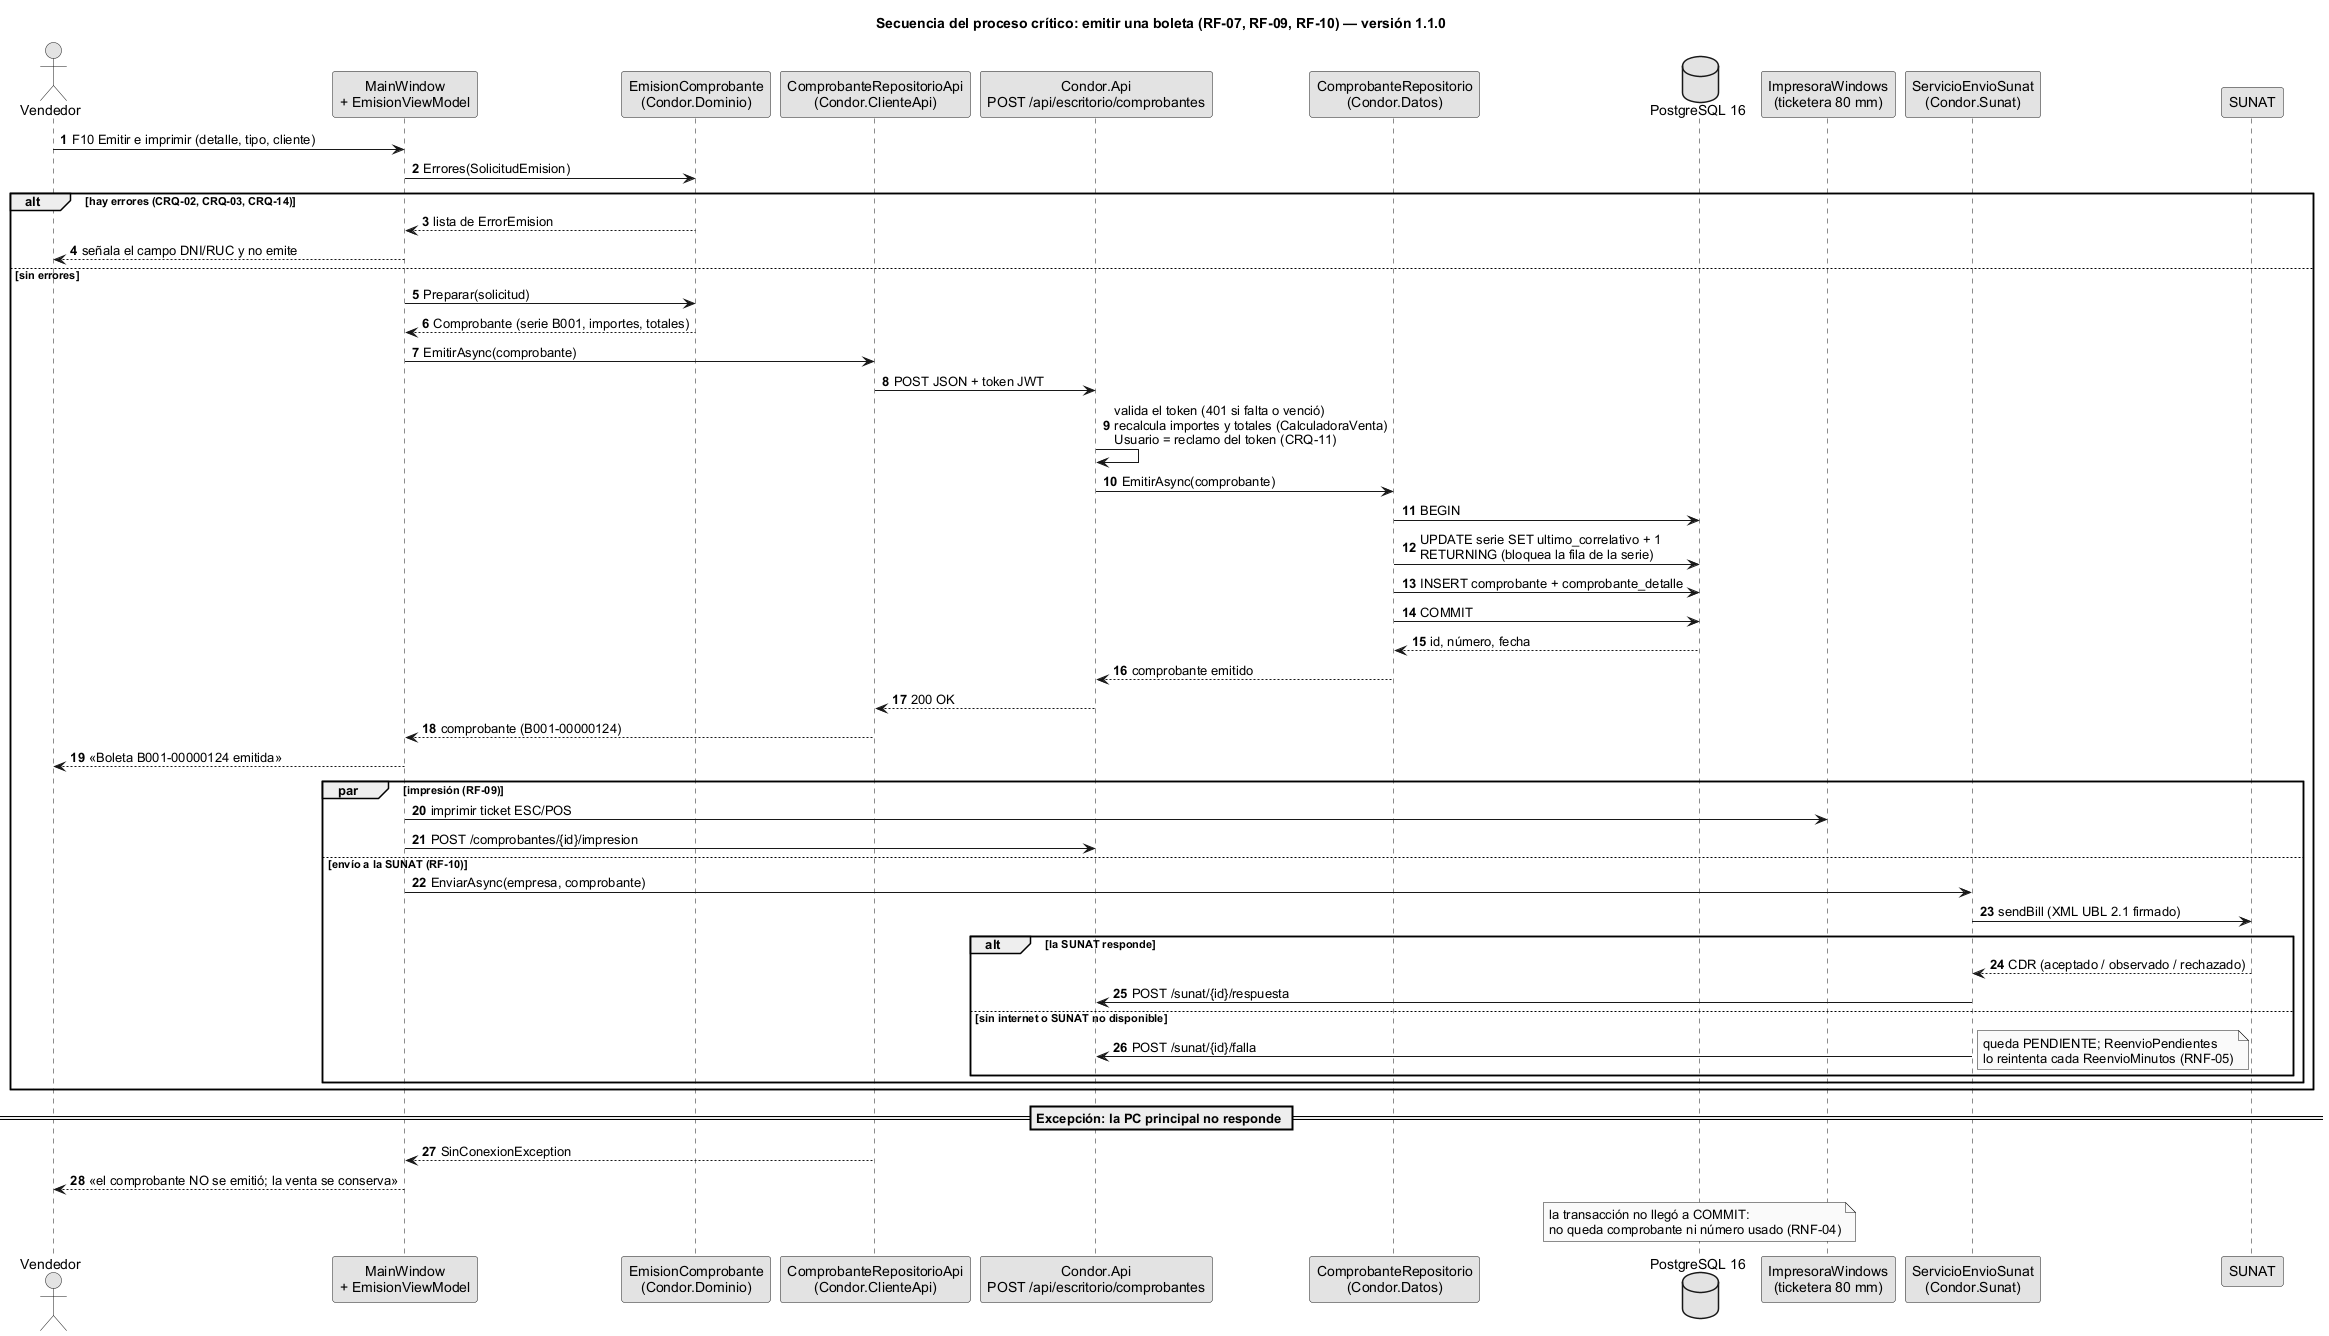 Secuencia del proceso crítico: emitir una boleta (RF-07, RF-09, RF-10) — versión 1.1.0
Vendedor
MainWindow
+ EmisionViewModel
EmisionComprobante
(Condor.Dominio)
ComprobanteRepositorioApi
(Condor.ClienteApi)
Condor.Api
POST /api/escritorio/comprobantes
ComprobanteRepositorio
(Condor.Datos)
PostgreSQL 16
ImpresoraWindows
(ticketera 80 mm)
ServicioEnvioSunat
(Condor.Sunat)
SUNAT
1 F10 Emitir e imprimir (detalle, tipo, cliente)
2 Errores(SolicitudEmision)
alt [hay errores (CRQ-02, CRQ-03, CRQ-14)]
3 lista de ErrorEmision
4 señala el campo DNI/RUC y no emite
[sin errores]
5 Preparar(solicitud)
6 Comprobante (serie B001, importes, totales)
7 EmitirAsync(comprobante)
8 POST JSON + token JWT
valida el token (401 si falta o venció)
9 recalcula importes y totales (CalculadoraVenta)
Usuario = reclamo del token (CRQ-11)
10 EmitirAsync(comprobante)
11 BEGIN
12 UPDATE serie SET ultimo_correlativo + 1
RETURNING (bloquea la fila de la serie)
13 INSERT comprobante + comprobante_detalle
14 COMMIT
15 id, número, fecha
16 comprobante emitido
17 200 OK
18 comprobante (B001-00000124)
19 «Boleta B001-00000124 emitida»
par [impresión (RF-09)]
20 imprimir ticket ESC/POS
21 POST /comprobantes/{id}/impresion
[envío a la SUNAT (RF-10)]
22 EnviarAsync(empresa, comprobante)
23 sendBill (XML UBL 2.1 firmado)
alt [la SUNAT responde]
24 CDR (aceptado / observado / rechazado)
25 POST /sunat/{id}/respuesta
[sin internet o SUNAT no disponible]
26 POST /sunat/{id}/falla
queda PENDIENTE; ReenvioPendientes
lo reintenta cada ReenvioMinutos (RNF-05)
Excepción: la PC principal no responde
27 SinConexionException
28 «el comprobante NO se emitió; la venta se conserva»
la transacción no llegó a COMMIT:
no queda comprobante ni número usado (RNF-04)
Vendedor
MainWindow
+ EmisionViewModel
EmisionComprobante
(Condor.Dominio)
ComprobanteRepositorioApi
(Condor.ClienteApi)
Condor.Api
POST /api/escritorio/comprobantes
ComprobanteRepositorio
(Condor.Datos)
PostgreSQL 16
ImpresoraWindows
(ticketera 80 mm)
ServicioEnvioSunat
(Condor.Sunat)
SUNAT